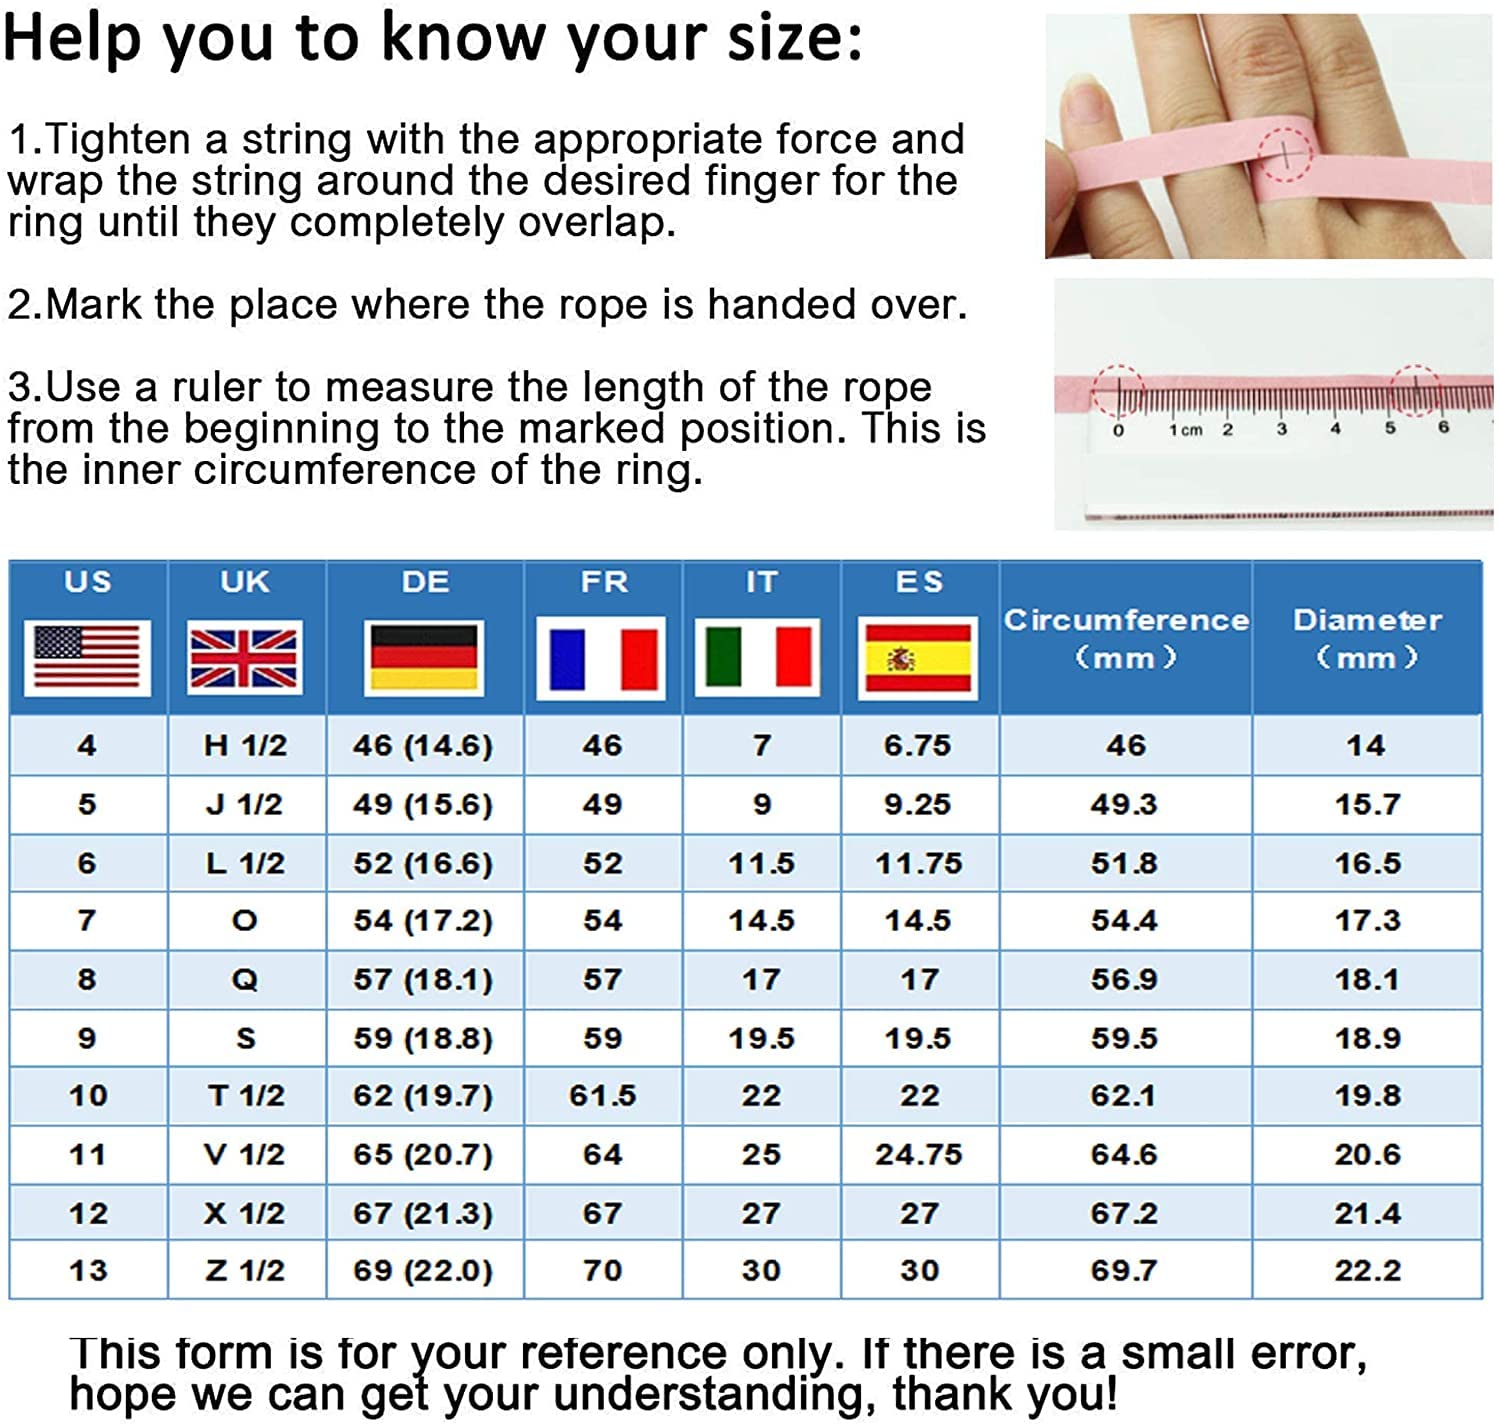 Help you to know your size:
1.Tighten a string with the appropriate force and
wrap the string around the desired finger for the
ring until they completely overlap.
2.Mark the place where the rope is handed over.
3.Use a ruler to measure the length of the rope
from the beginning to the marked position. This is
the inner circumference of the ring.
0 1cm 2 3 4 5 6
US UK DE FR IT ES Circumference (mm) Diameter (mm)
4 H 1/2 46 (14.6) 46 7 6.75 46 14
5 J 1/2 49 (15.6) 49 9 9.25 49.3 15.7
6 L 1/2 52 (16.6) 52 11.5 11.75 51.8 16.5
7 O 54 (17.2) 54 14.5 14.5 54.4 17.3
8 Q 57 (18.1) 57 17 17 56.9 18.1
9 S 59 (18.8) 59 19.5 19.5 59.5 18.9
10 T 1/2 62 (19.7) 61.5 22 22 62.1 19.8
11 V 1/2 65 (20.7) 64 25 24.75 64.6 20.6
12 X 1/2 67 (21.3) 67 27 27 67.2 21.4
13 Z 1/2 69 (22.0) 70 30 30 69.7 22.2
This form is for your reference only. If there is a small error,
hope we can get your understanding, thank you!